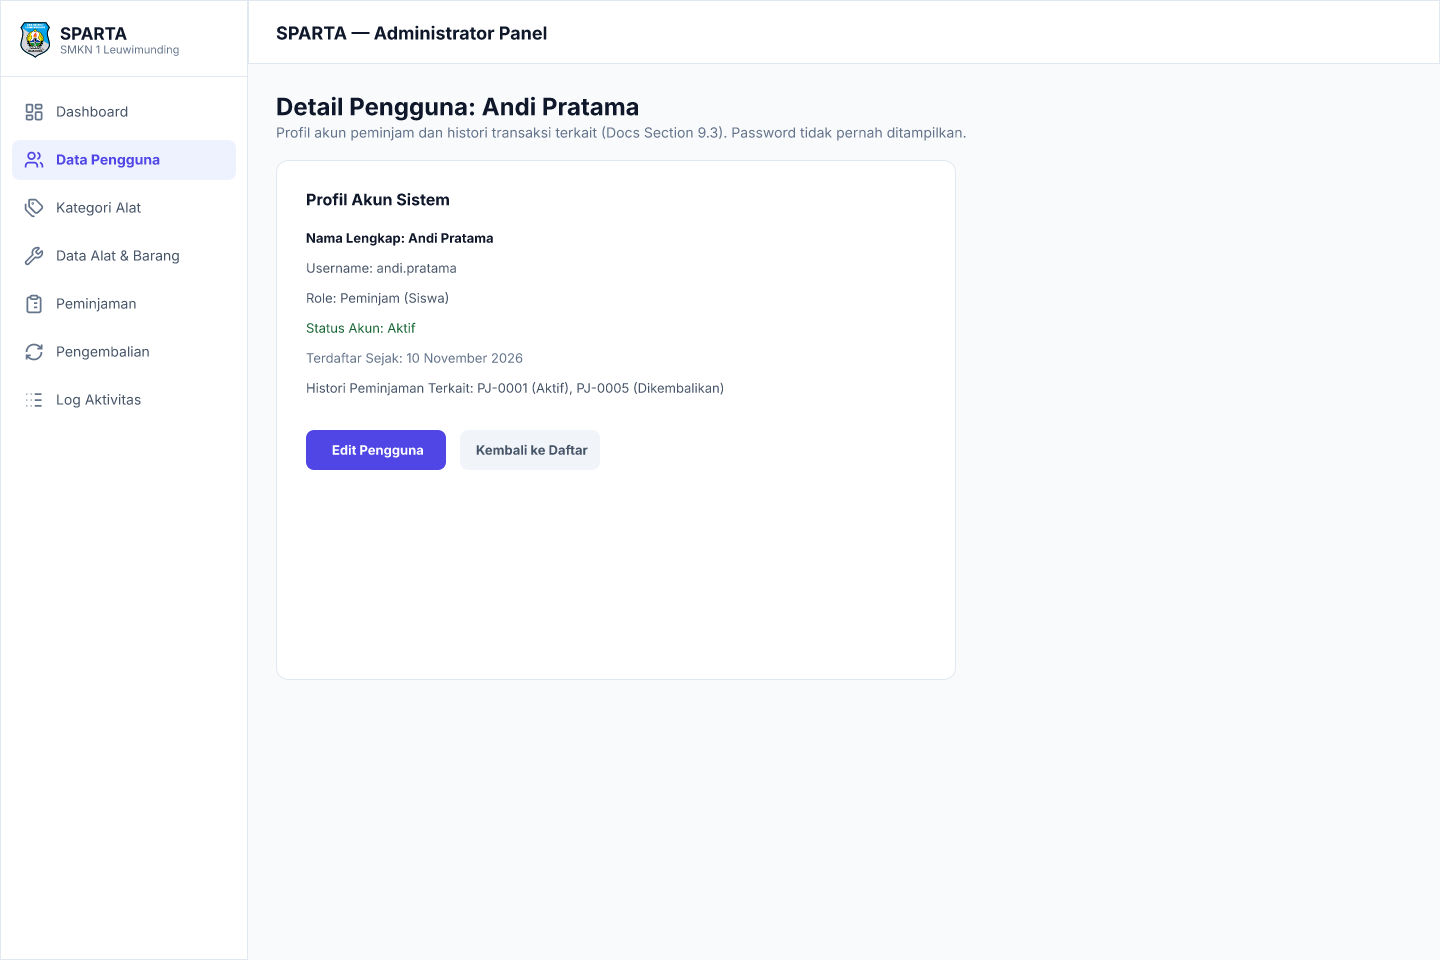 SPARTA
SMKN 1 Leuwimunding
SPARTA — Administrator Panel
Dashboard
Data Pengguna
Kategori Alat
Data Alat & Barang
Peminjaman
Pengembalian
Log Aktivitas
Detail Pengguna: Andi Pratama
Profil akun peminjam dan histori transaksi terkait (Docs Section 9.3). Password tidak pernah ditampilkan.
Profil Akun Sistem
Nama Lengkap: Andi Pratama
Username: andi.pratama
Role: Peminjam (Siswa)
Status Akun: Aktif
Terdaftar Sejak: 10 November 2026
Histori Peminjaman Terkait: PJ-0001 (Aktif), PJ-0005 (Dikembalikan)
Edit Pengguna
Kembali ke Daftar